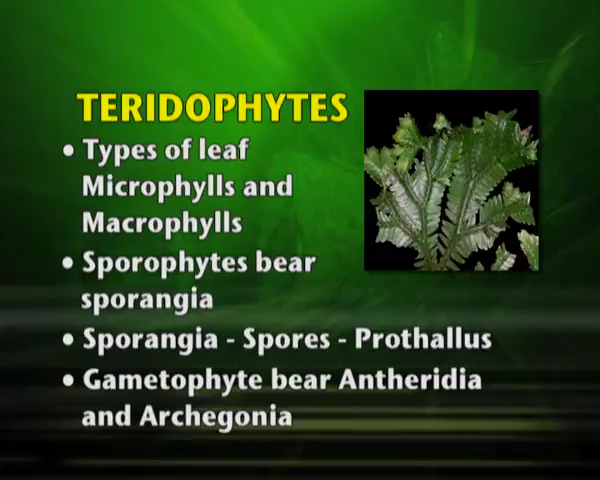 TERIDOPHYTES
• Types of leaf
Microphylls and
Macrophylls
• Sporophytes bear
sporangia
• Sporangia - Spores - Prothallus
• Gametophyte bear Antheridia
and Archegonia